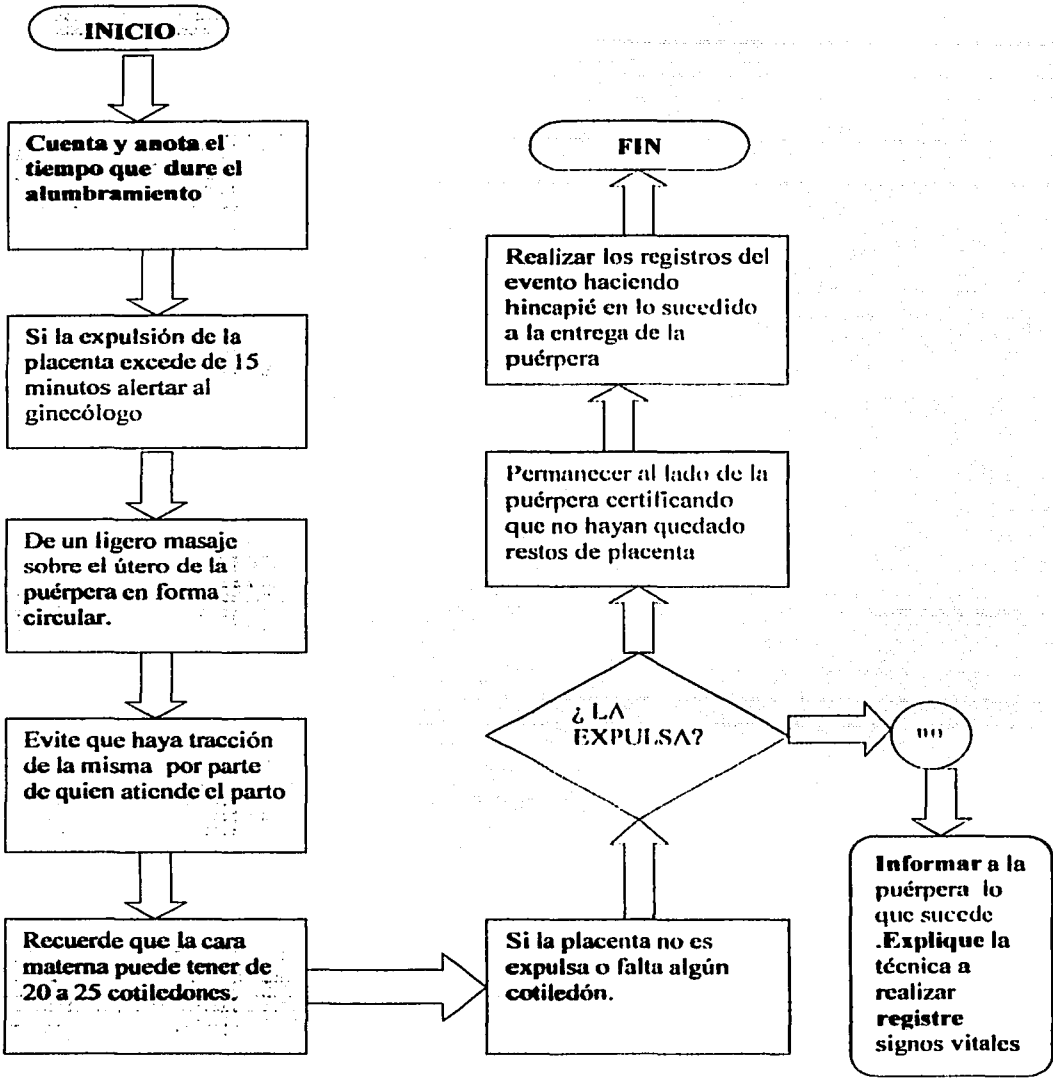 INICIO
Cuenta y anota el
tiempo que dure el
alumbramiento
Si la expulsión de la
placenta excede de 15
minutos alertar al
ginecólogo
De un ligero masaje
sobre el útero de la
puérpera en forma
circular.
Evite que haya tracción
de la misma por parte
de quien atiende el parto
Recuerde que la cara
materna puede tener de
20 a 25 cotiledones.
Si la placenta no es
expulsa o falta algún
cotiledón.
¿ LA
EXPULSA?
no
Informar a la
puérpera lo
que sucede
.Explique la
técnica a
realizar
registre
signos vitales
Permanecer al lado de la
puérpera certificando
que no hayan quedado
restos de placenta
Realizar los registros del
evento haciendo
hincapié en lo sucedido
a la entrega de la
puérpera
FIN